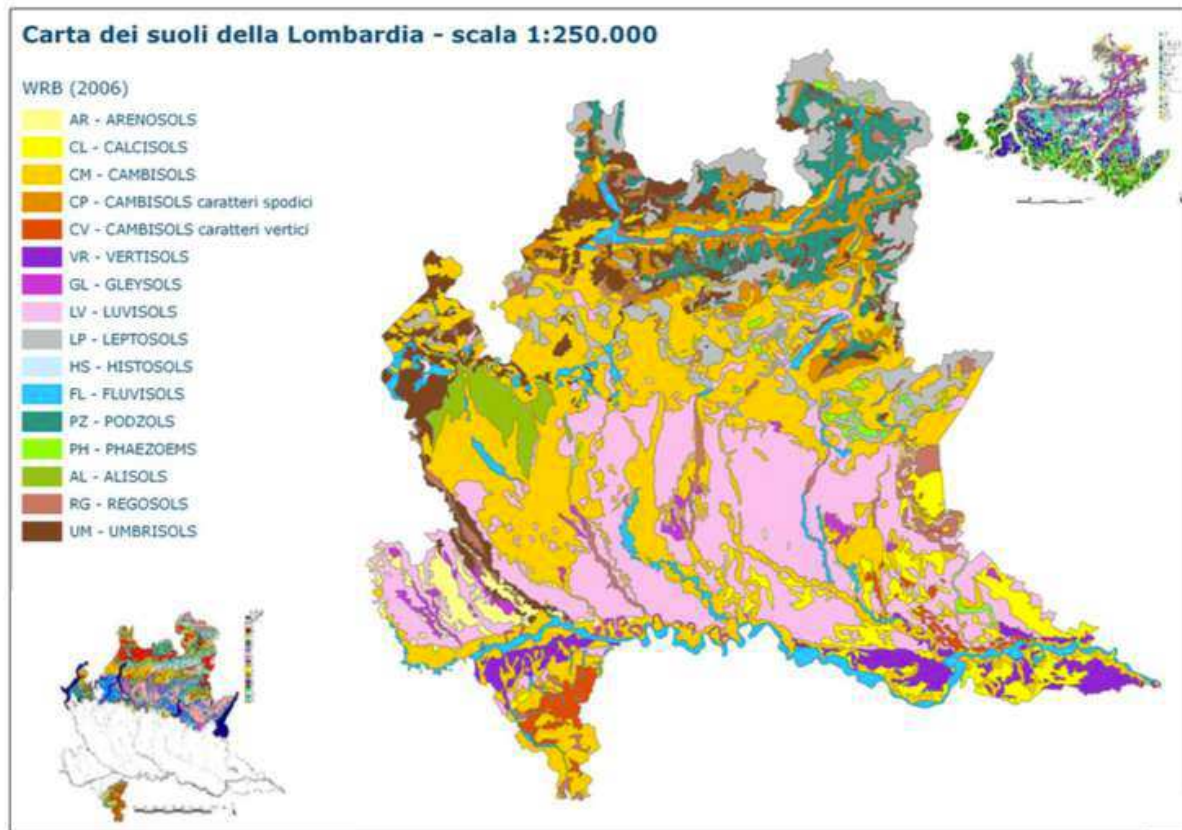 Carta dei suoli della Lombardia - scala 1:250.000
WRB (2006)
AR - ARENOSOLS
CL - CALCISOLS
CM - CAMBISOLS
CP - CAMBISOLS caratteri spodici
CV - CAMBISOLS caratteri vertici
VR - VERTISOLS
GL - GLEYSOLS
LV - LUVISOLS
LP - LEPTOSOLS
HS - HISTOSOLS
FL - FLUVISOLS
PZ - PODZOLS
PH - PHAEZOEMS
AL - ALISOLS
RG - REGOSOLS
UM - UMBRISOLS